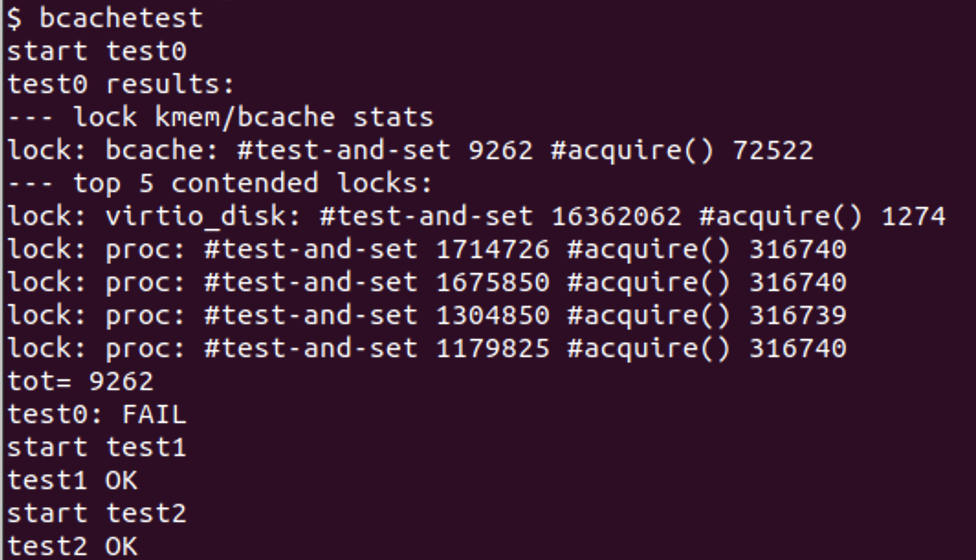 $ bcachetest
start test0
test0 results:
--- lock kmem/bcache stats
lock: bcache: #test-and-set 9262 #acquire() 72522
--- top 5 contended locks:
lock: virtio_disk: #test-and-set 16362062 #acquire() 1274
lock: proc: #test-and-set 1714726 #acquire() 316740
lock: proc: #test-and-set 1675850 #acquire() 316740
lock: proc: #test-and-set 1304850 #acquire() 316739
lock: proc: #test-and-set 1179825 #acquire() 316740
tot= 9262
test0: FAIL
start test1
test1 OK
start test2
test2 OK